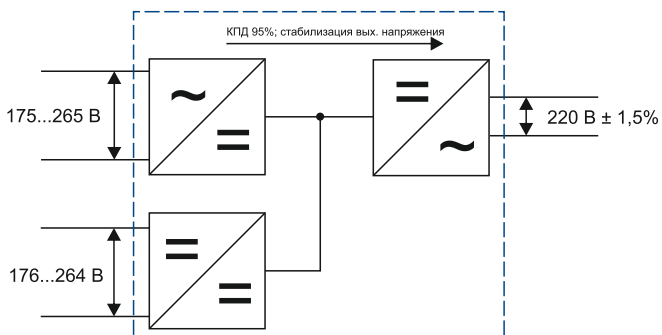 КПД 95%; стабилизация вых. напряжения
175...265 В
220 В ± 1,5%
176...264 В